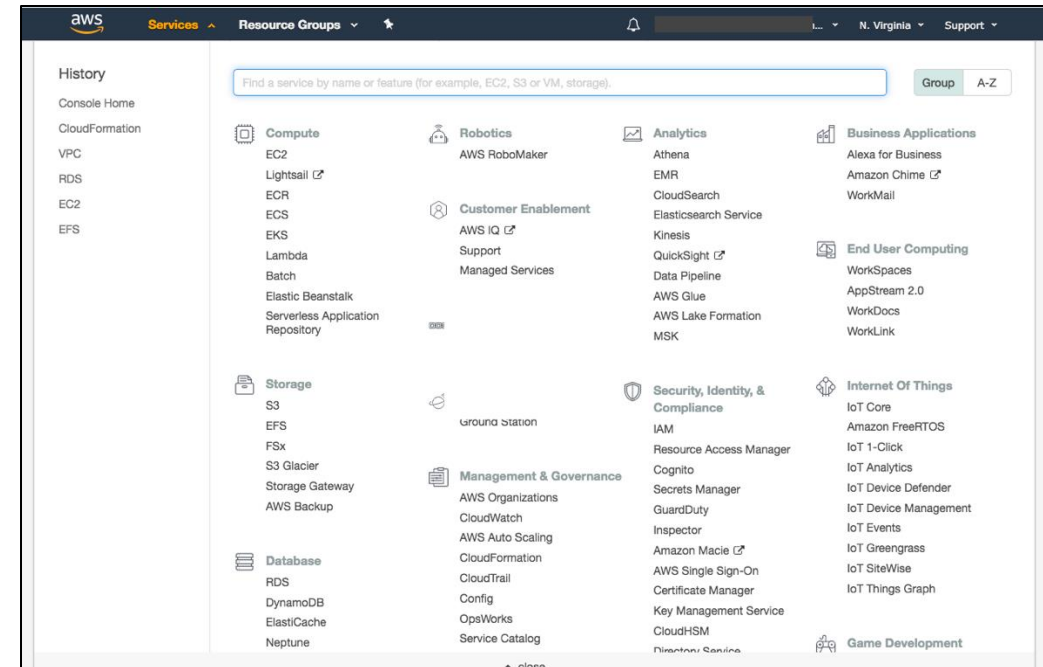 aws Services Resource Groups ... N. Virginia Support
History
Console Home
CloudFormation
VPC
RDS
EC2
EFS
Find a service by name or feature (for example, EC2, S3 or VM, storage).
Group A-Z
Compute
EC2
Lightsail
ECR
ECS
EKS
Lambda
Batch
Elastic Beanstalk
Serverless Application
Repository
Storage
S3
EFS
FSx
S3 Glacier
Storage Gateway
AWS Backup
Database
RDS
DynamoDB
ElastiCache
Neptune
Robotics
AWS RoboMaker
Customer Enablement
AWS IQ
Support
Managed Services
Ground Station
Management & Governance
AWS Organizations
CloudWatch
AWS Auto Scaling
CloudFormation
CloudTrail
Config
OpsWorks
Service Catalog
Analytics
Athena
EMR
CloudSearch
Elasticsearch Service
Kinesis
QuickSight
Data Pipeline
AWS Glue
AWS Lake Formation
MSK
Security, Identity, &
Compliance
IAM
Resource Access Manager
Cognito
Secrets Manager
GuardDuty
Inspector
Amazon Macie
AWS Single Sign-On
Certificate Manager
Key Management Service
CloudHSM
Directory Service
Business Applications
Alexa for Business
Amazon Chime
WorkMail
End User Computing
WorkSpaces
AppStream 2.0
WorkDocs
WorkLink
Internet Of Things
IoT Core
Amazon FreeRTOS
IoT 1-Click
IoT Analytics
IoT Device Defender
IoT Device Management
IoT Events
IoT Greengrass
IoT SiteWise
IoT Things Graph
Game Development
close